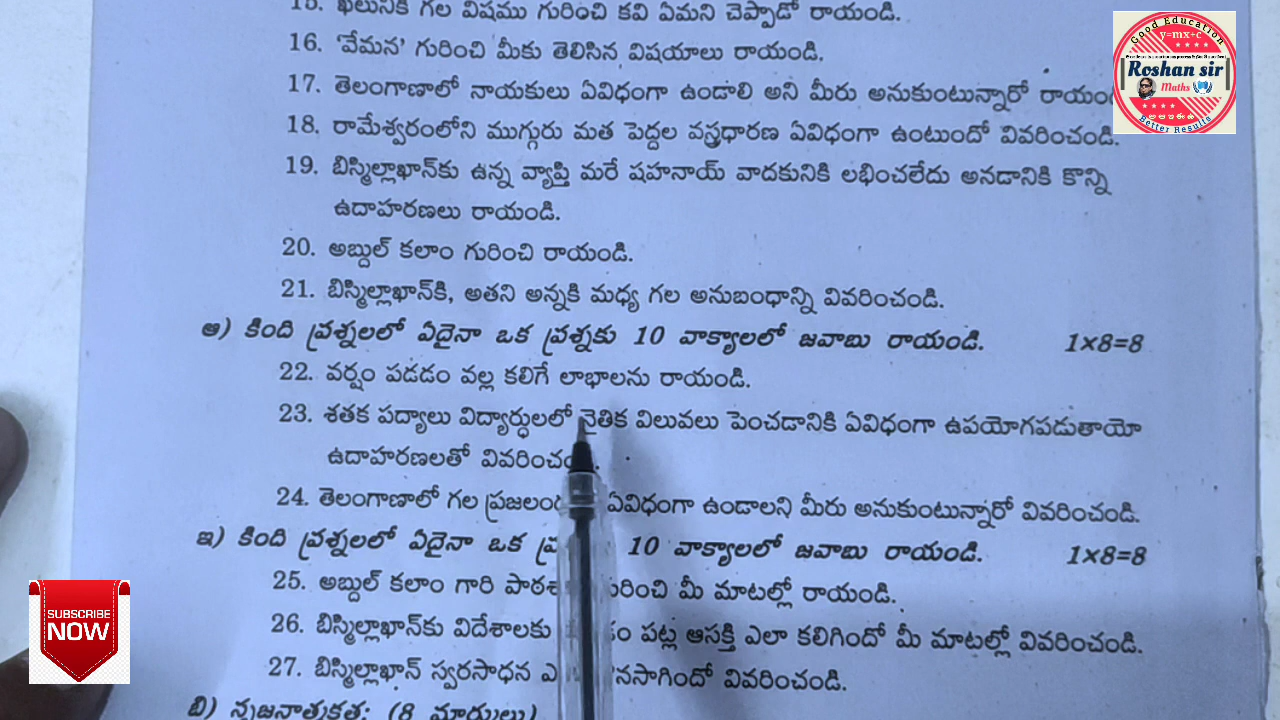 15. ఖలునికి గల విషము గురించి కవి ఏమని చెప్పాడో రాయండి.
16. 'వేమన' గురించి మీకు తెలిసిన విషయాలు రాయండి.
17. తెలంగాణాలో నాయకులు ఏవిధంగా ఉండాలి అని మీరు అనుకుంటున్నారో
18. రామేశ్వరంలోని ముగ్గురు మత పెద్దల వస్త్రధారణ ఏవిధంగా ఉంటుందో వివరించండి.
19. బిస్మిల్లాఖాన్‌కు ఉన్న వ్యాప్తి మరే షహనాయ్ వాదకునికి లభించలేదు అనడానికి కొన్ని
ఉదాహరణలు రాయండి.
20. అబ్దుల్ కలాం గురించి రాయండి.
21. బిస్మిల్లాఖాన్‌కి, అతని అన్నకి మధ్య గల అనుబంధాన్ని వివరించండి.
ఆ) కింది ప్రశ్నలలో ఏదైనా ఒక ప్రశ్నకు 10 వాక్యాలలో జవాబు రాయండి. 1×8=8
22. వర్షం పడడం వల్ల కలిగే లాభాలను రాయండి.
23. శతక పద్యాలు విద్యార్థులలో నైతిక విలువలు పెంచడానికి ఏవిధంగా ఉపయోగపడుతాయో
ఉదాహరణలతో
24. తెలంగాణాలో గల ఏవిధంగా ఉండాలని మీరు అనుకుంటున్నారో వివరించండి.
ఇ) కింది ప్రశ్నలలో ఏదైనా ఒక 10 వాక్యాలలో జవాబు రాయండి. 1×8=8
25. అబ్దుల్ కలాం గారి మీ మాటల్లో రాయండి.
26. బిస్మిల్లాఖాన్‌కు విదేశాలకు పట్ల ఆసక్తి ఎలా కలిగిందో మీ మాటల్లో వివరించండి.
27. బిస్మిల్లాఖాన్ స్వరసాధన వివరించండి.
బి) సృజనాత్మకత: (8 మార్కులు)
Good Education
y=mx+c
Roshan sir
Maths
Better Results
SUBSCRIBE
NOW